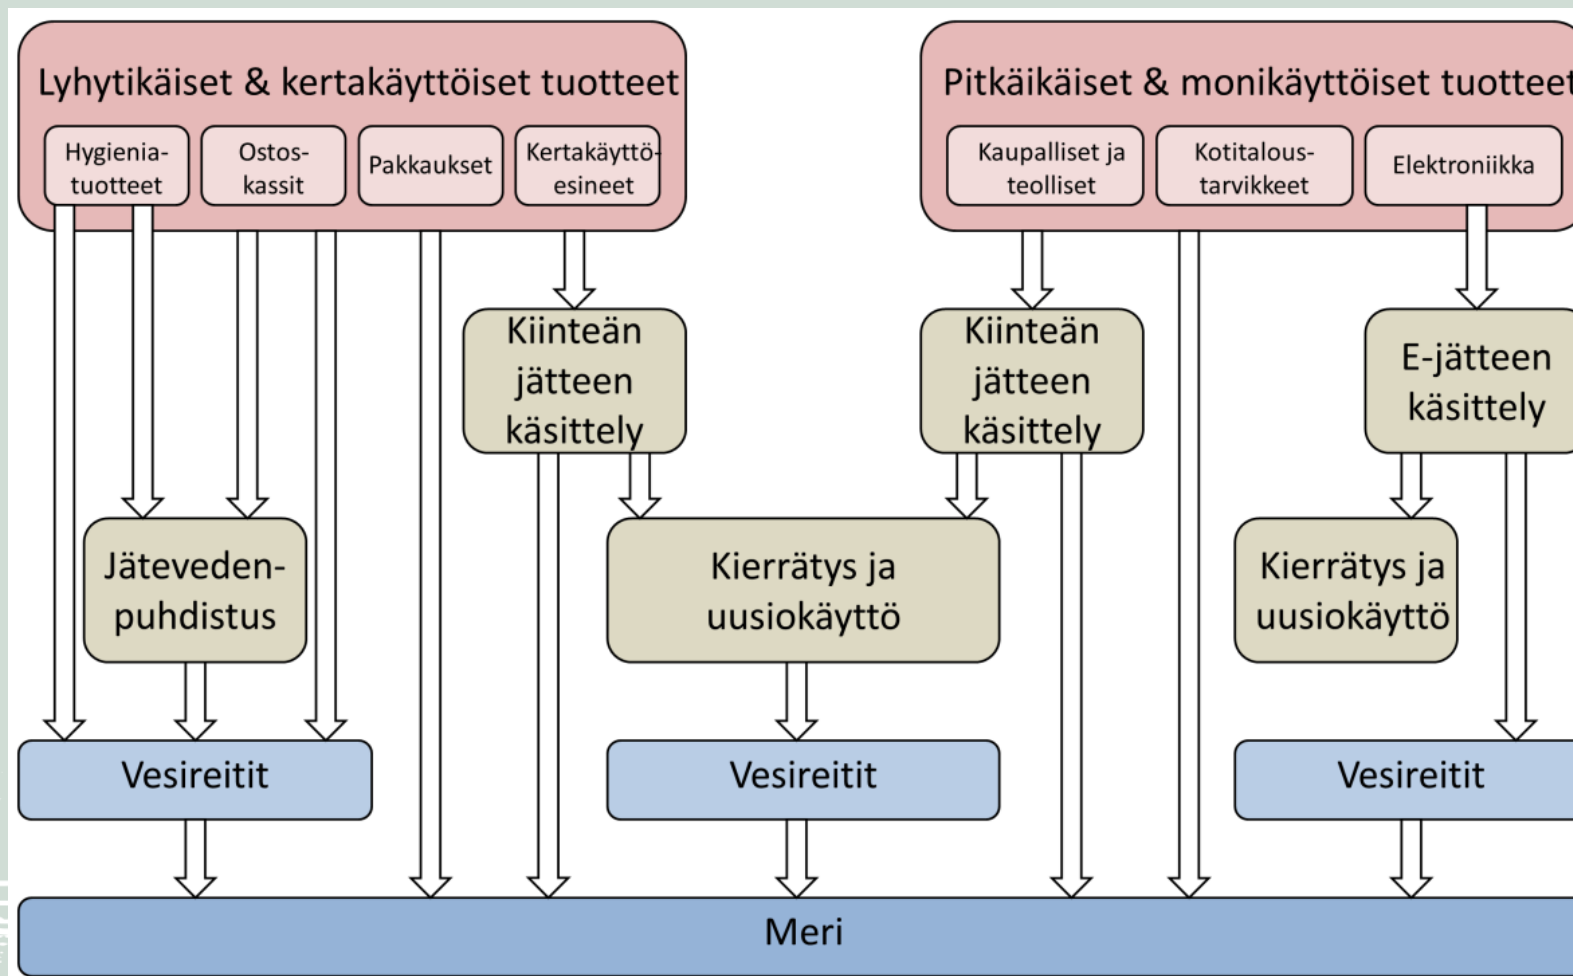 Lyhytikäiset & kertakäyttöiset tuotteet
Hygienia-
tuotteet
Ostos-
kassit
Pakkaukset
Kertakäyttö-
esineet
Pitkäikäiset & monikäyttöiset tuotteet
Kaupalliset ja
teolliset
Kotitalous-
tarvikkeet
Elektroniikka
Kiinteän
jätteen
käsittely
Kiinteän
jätteen
käsittely
E-jätteen
käsittely
Jäteveden-
puhdistus
Kierrätys ja
uusiokäyttö
Kierrätys ja
uusiokäyttö
Vesireitit
Vesireitit
Vesireitit
Meri